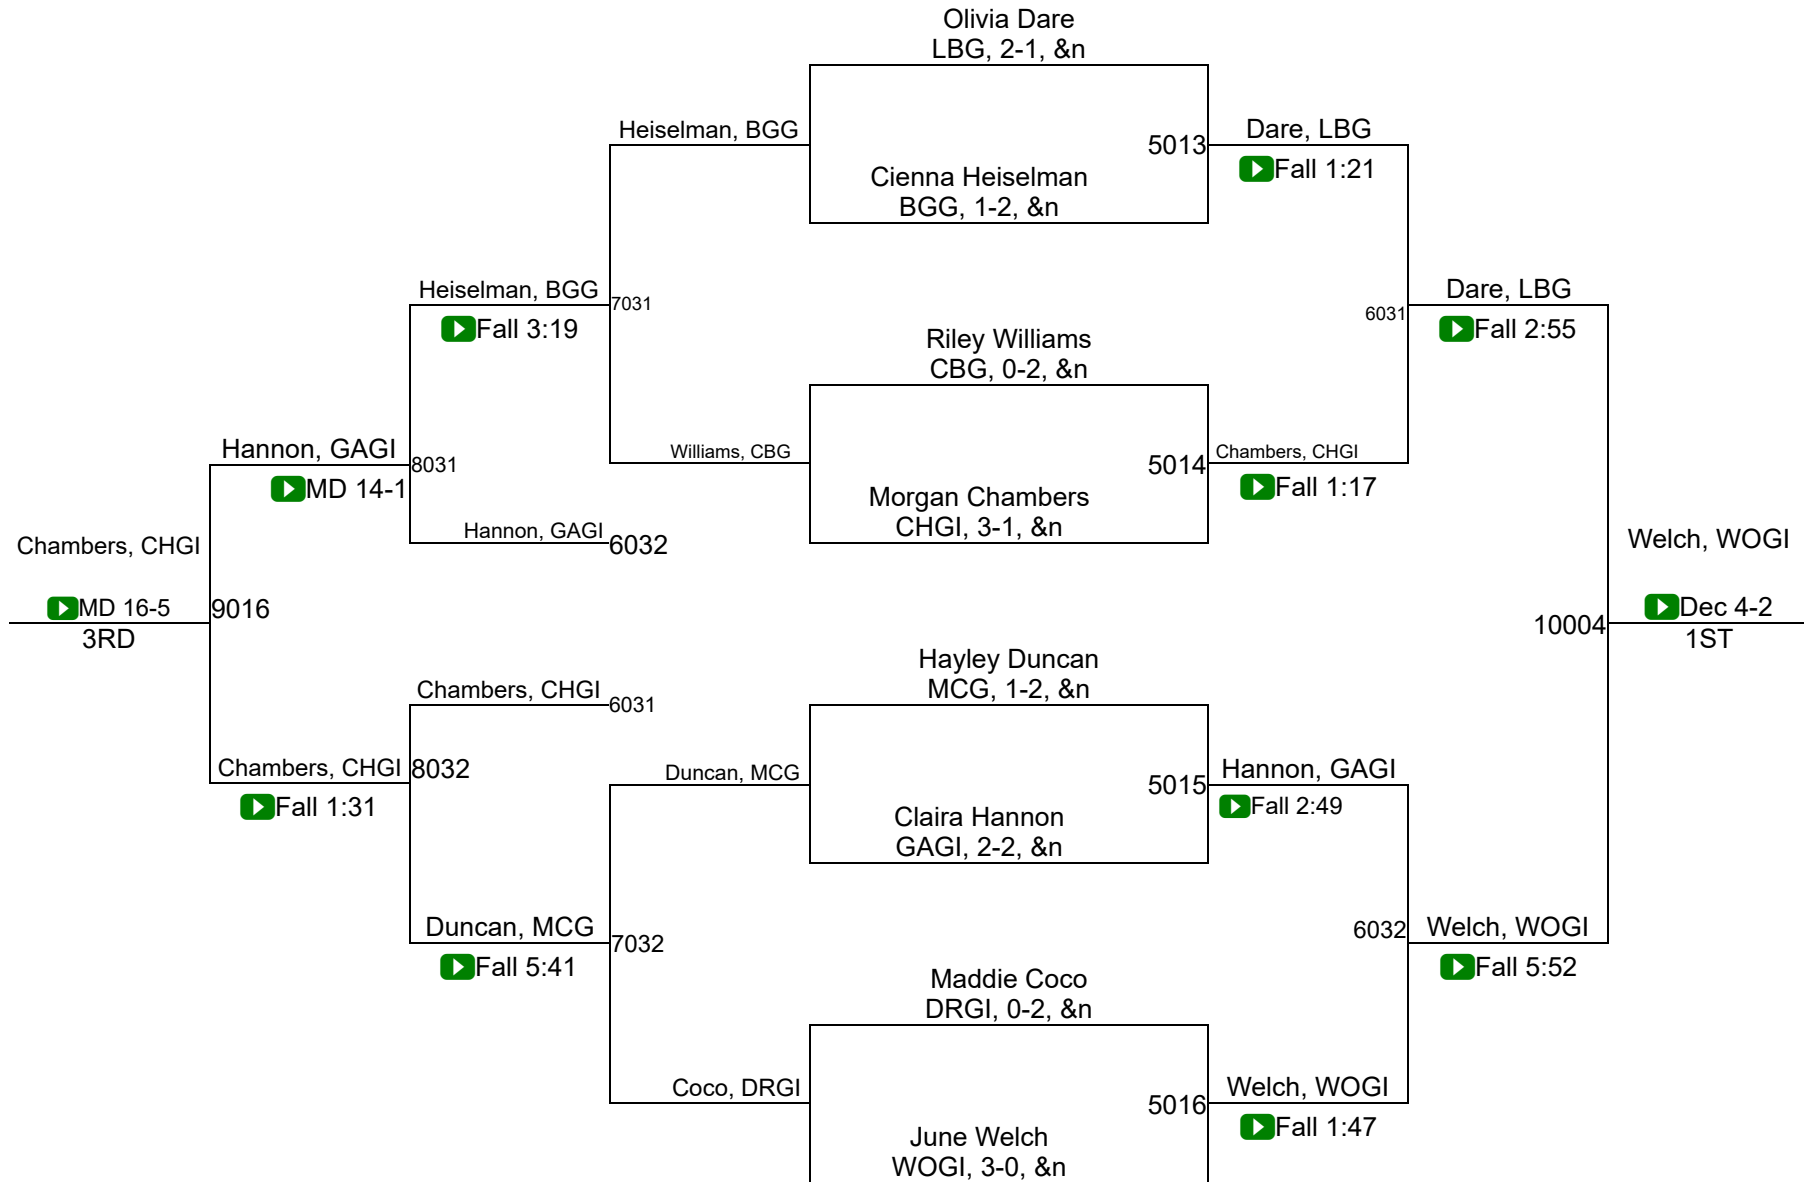 Olivia Dare
LBG, 2-1, &n
Heiselman, BGG
5013
Dare, LBG
Fall 1:21
Cienna Heiselman
BGG, 1-2, &n
Heiselman, BGG
7031
Fall 3:19
6031
Dare, LBG
Fall 2:55
Riley Williams
CBG, 0-2, &n
Hannon, GAGI
8031
MD 14-1
Williams, CBG
5014
Chambers, CHGI
Fall 1:17
Morgan Chambers
CHGI, 3-1, &n
Hannon, GAGI
6032
Chambers, CHGI
Welch, WOGI
MD 16-5
9016
3RD
10004
Dec 4-2
1ST
Hayley Duncan
MCG, 1-2, &n
Chambers, CHGI
6031
Chambers, CHGI
8032
Fall 1:31
Duncan, MCG
5015
Hannon, GAGI
Fall 2:49
Claira Hannon
GAGI, 2-2, &n
Duncan, MCG
7032
Fall 5:41
6032
Welch, WOGI
Fall 5:52
Maddie Coco
DRGI, 0-2, &n
Coco, DRGI
5016
Welch, WOGI
Fall 1:47
June Welch
WOGI, 3-0, &n